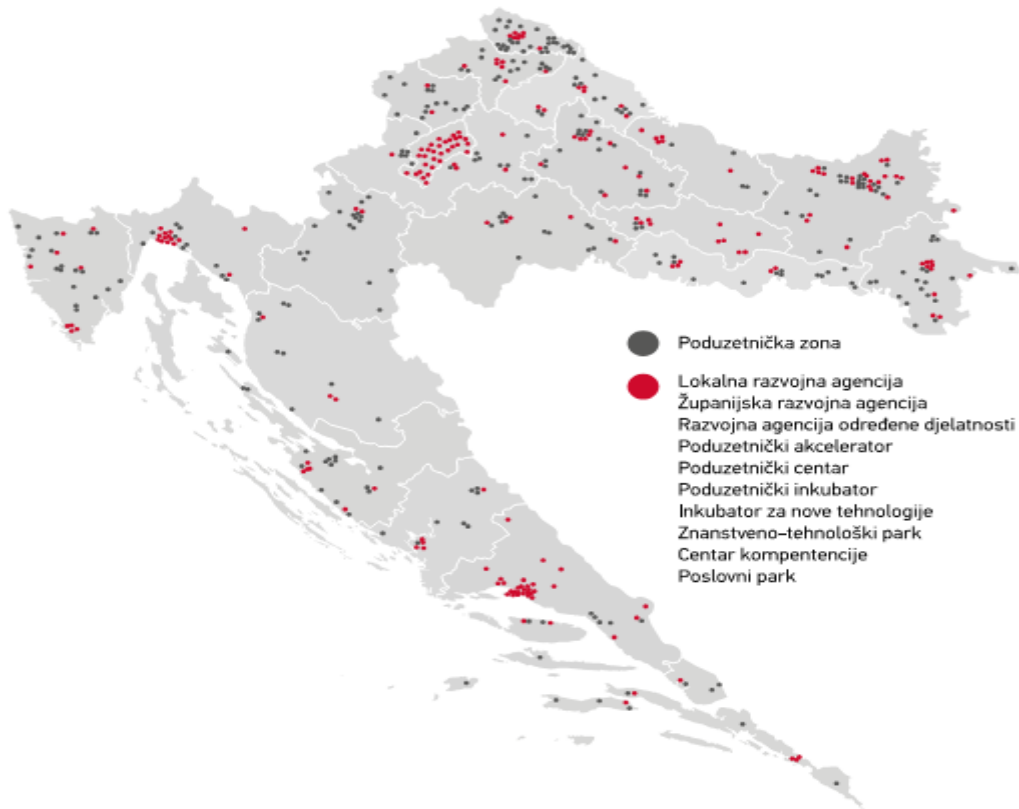 Poduzetnička zona
Lokalna razvojna agencija
Županijska razvojna agencija
Razvojna agencija određene djelatnosti
Poduzetnički akcelerator
Poduzetnički centar
Poduzetnički inkubator
Inkubator za nove tehnologije
Znanstveno–tehnološki park
Centar kompentencije
Poslovni park